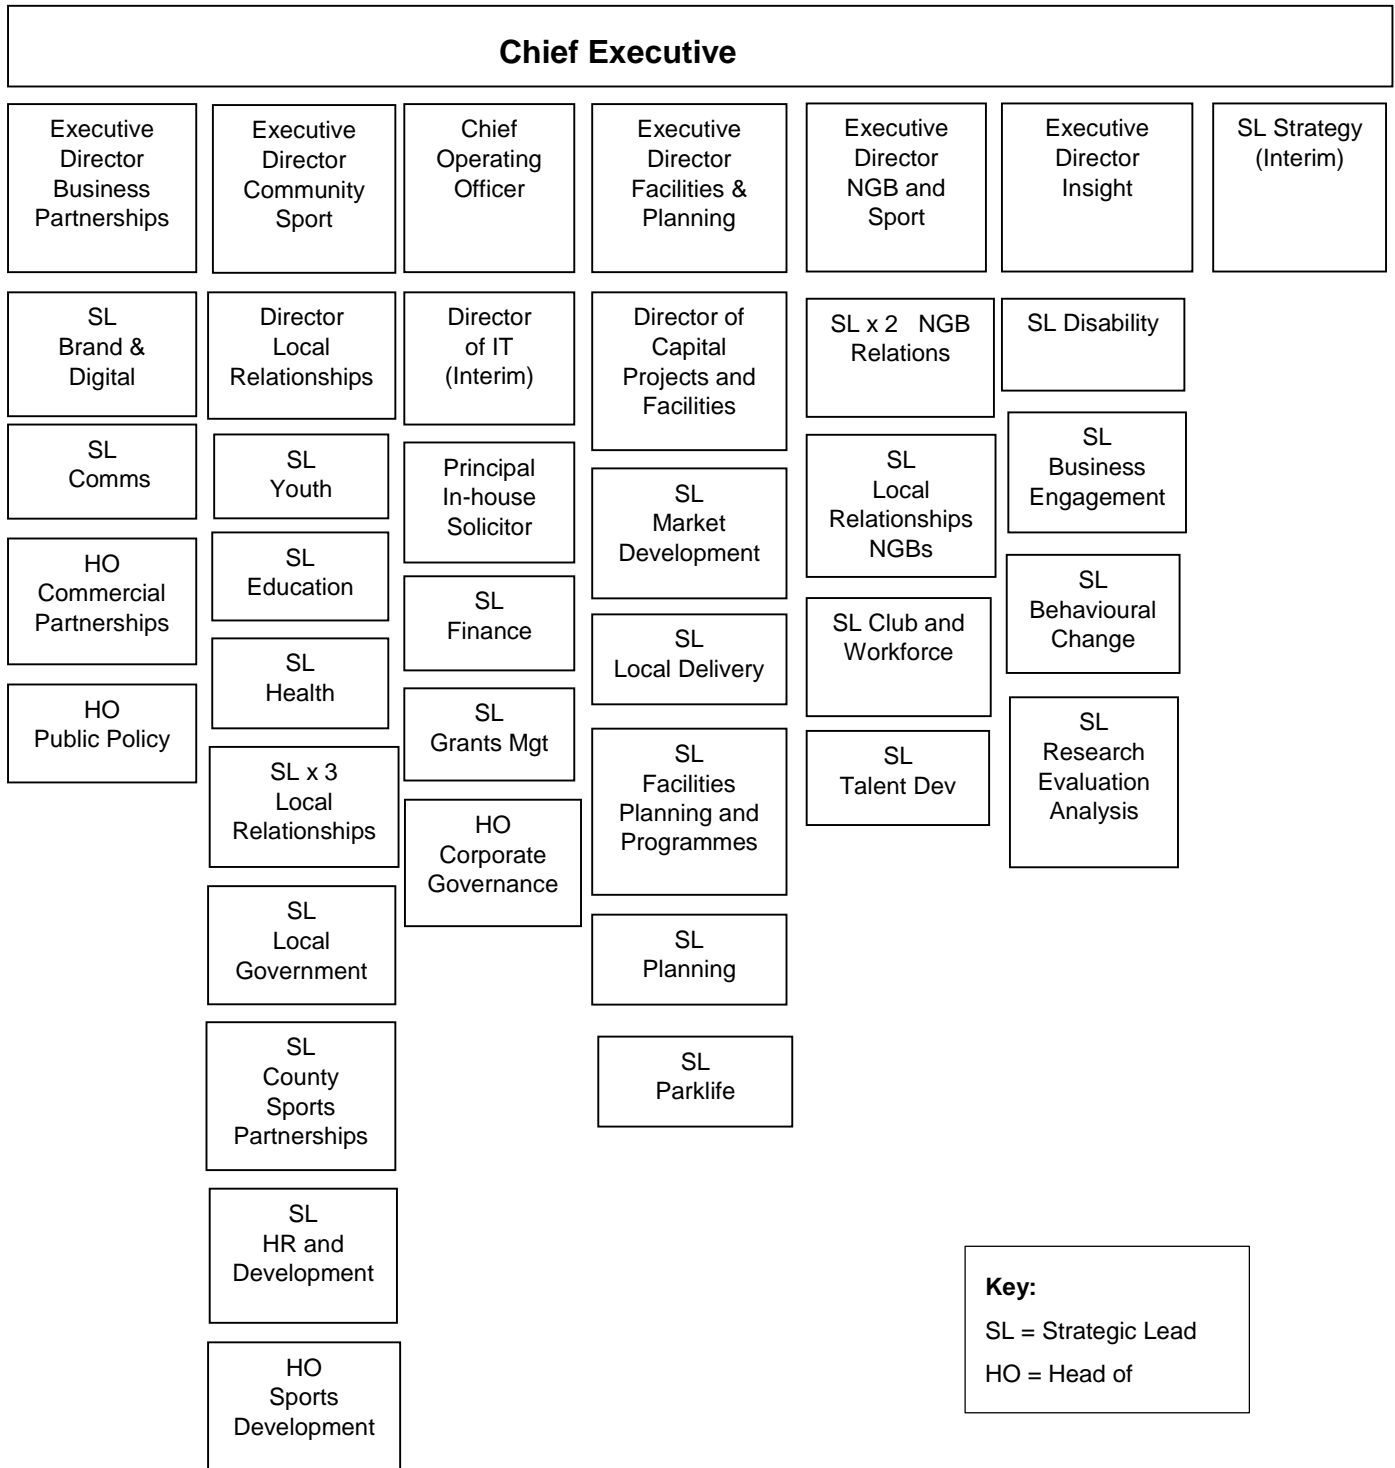 Chief Executive
Executive
Director
Business
Partnerships
Executive
Director
Community
Sport
Chief
Operating
Officer
Executive
Director
Facilities &
Planning
Executive
Director
NGB and
Sport
Executive
Director
Insight
SL Strategy
(Interim)
SL
Brand &
Digital
SL
Comms
HO
Commercial
Partnerships
HO
Public Policy
Director
Local
Relationships
SL
Youth
SL
Education
SL
Health
SL x 3
Local
Relationships
SL
Local
Government
SL
County
Sports
Partnerships
SL
HR and
Development
HO
Sports
Development
Director
of IT
(Interim)
Principal
In-house
Solicitor
SL
Finance
SL
Grants Mgt
HO
Corporate
Governance
Director of
Capital
Projects and
Facilities
SL
Market
Development
SL
Local Delivery
SL
Facilities
Planning and
Programmes
SL
Planning
SL
Parklife
SL x 2 NGB
Relations
SL
Local
Relationships
NGBs
SL Club and
Workforce
SL
Talent Dev
SL Disability
SL
Business
Engagement
SL
Behavioural
Change
SL
Research
Evaluation
Analysis
Key:
SL = Strategic Lead
HO = Head of